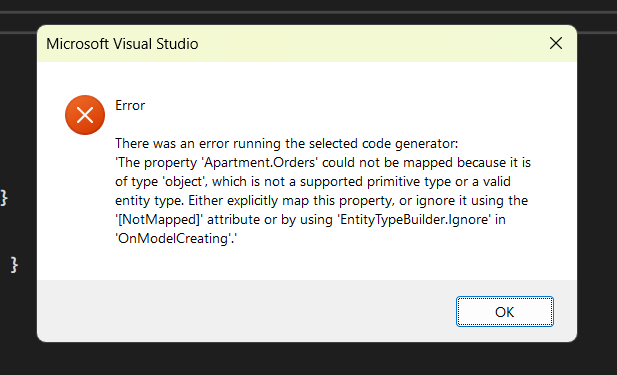 Microsoft Visual Studio
Error
There was an error running the selected code generator:
'The property 'Apartment.Orders' could not be mapped because it is
of type 'object', which is not a supported primitive type or a valid
entity type. Either explicitly map this property, or ignore it using the
'[NotMapped]' attribute or by using 'EntityTypeBuilder.Ignore' in
'OnModelCreating'.'
}
}
OK